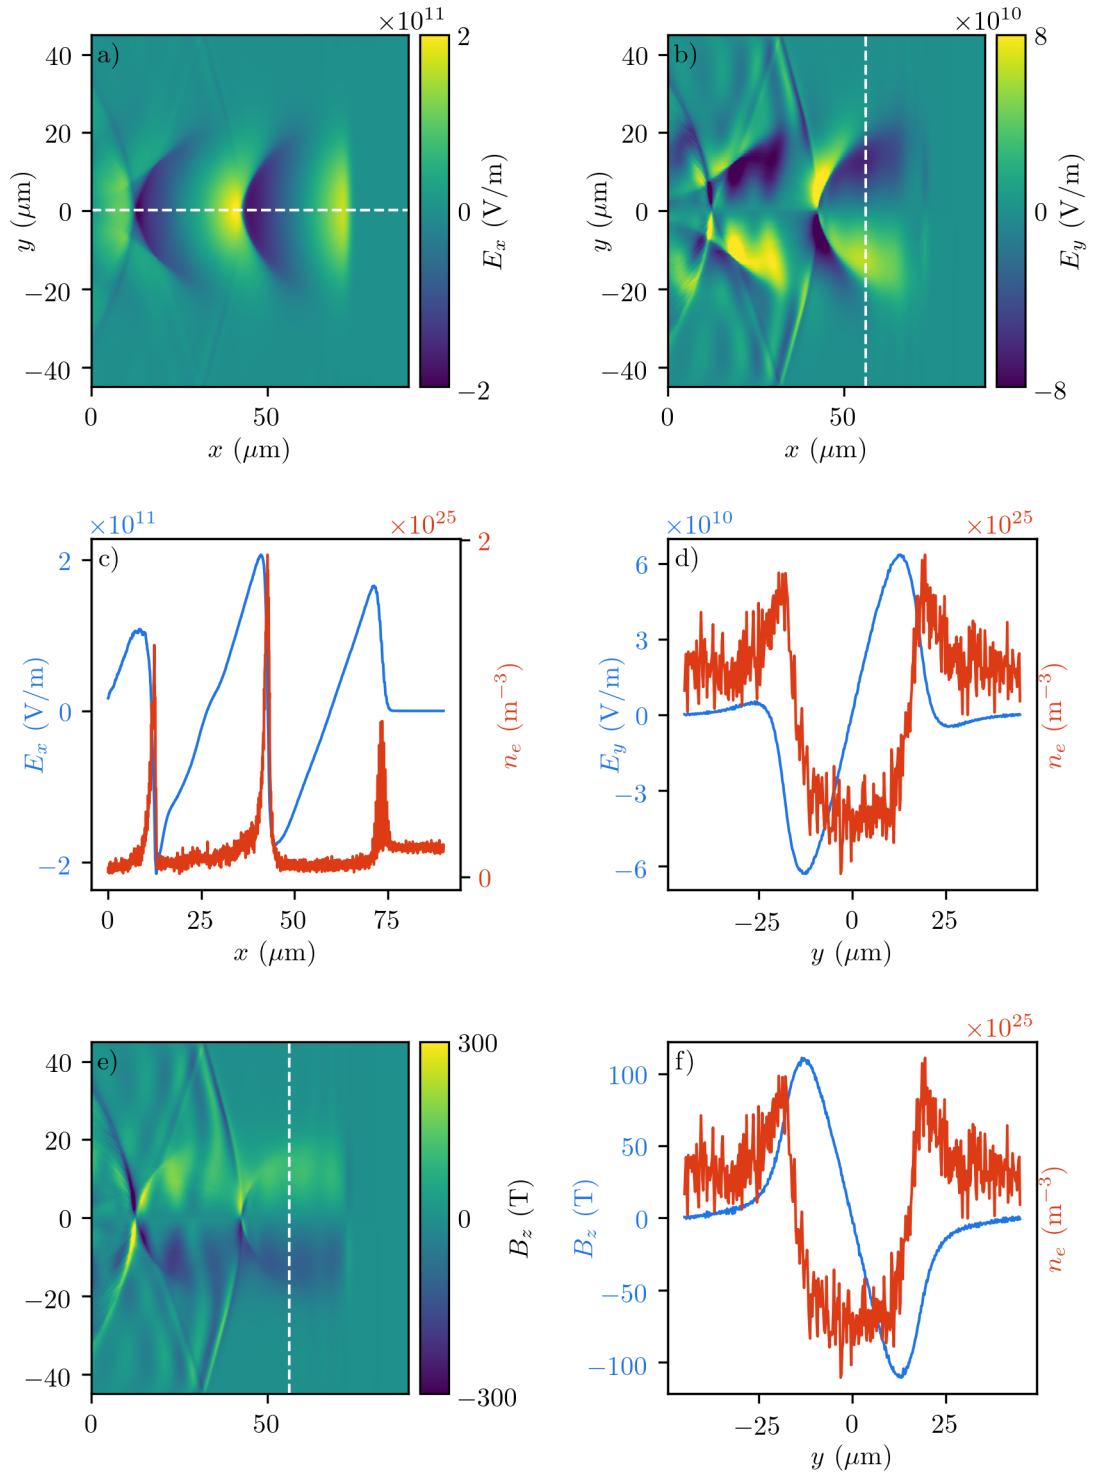 ×10¹¹ ×10¹⁰
a) 2 b) 8
40 40
20 20
y (μm) 0 0 Eₓ (V/m) y (μm) 0 0 E_y (V/m)
−20 −20
−40 −2 −40 −8
0 50 0 50
x (μm) x (μm)
×10¹¹ ×10²⁵ ×10¹⁰ ×10²⁵
c) 2 2 d) 6
3
Eₓ (V/m) 0 nₑ (m⁻³) E_y (V/m) 0 nₑ (m⁻³)
−3
−2 0 −6
0 25 50 75 −25 0 25
x (μm) y (μm)
×10²⁵
e) 40 300 f) 100
20 50
0 0 B_z (T) B_z (T) 0 nₑ (m⁻³)
−20 −50
−40 −300 −100
0 50 −25 0 25
y (μm)